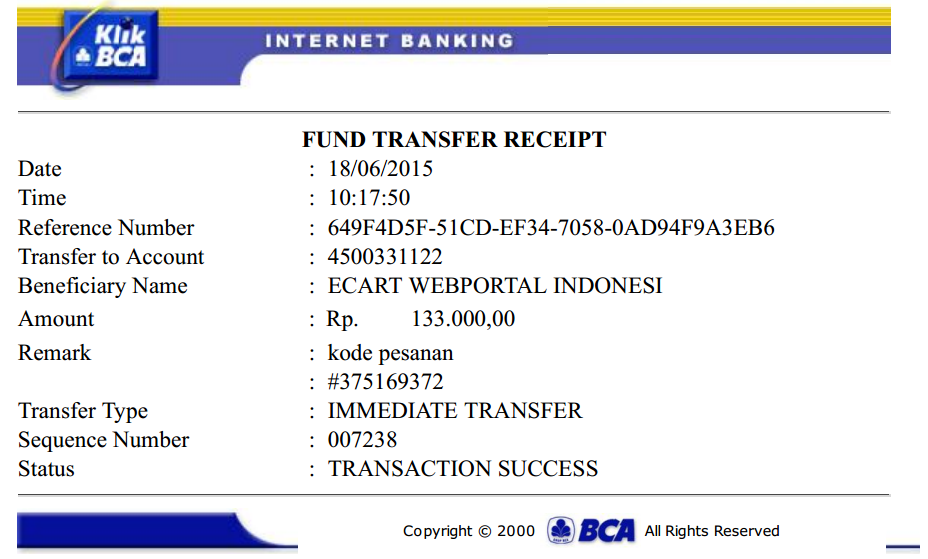 Klik
BCA
INTERNET BANKING
FUND TRANSFER RECEIPT
Date : 18/06/2015
Time : 10:17:50
Reference Number : 649F4D5F-51CD-EF34-7058-0AD94F9A3EB6
Transfer to Account : 4500331122
Beneficiary Name : ECART WEBPORTAL INDONESI
Amount : Rp. 133.000,00
Remark : kode pesanan
: #375169372
Transfer Type : IMMEDIATE TRANSFER
Sequence Number : 007238
Status : TRANSACTION SUCCESS
Copyright © 2000 BCA All Rights Reserved